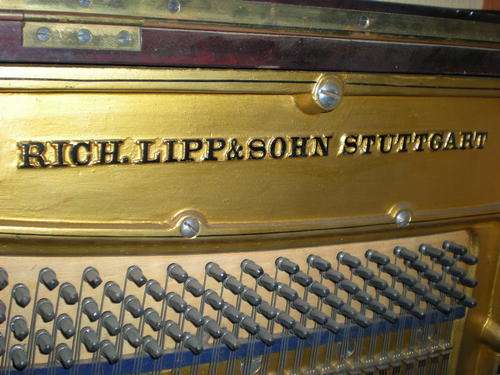 RICH. LIPP & SOHN STUTTGART